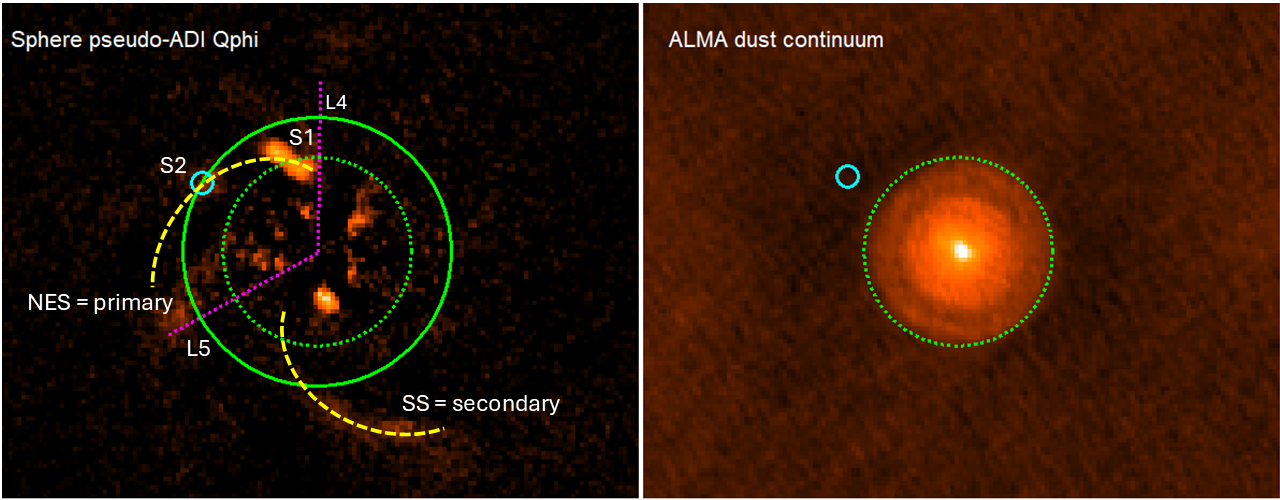 Sphere pseudo-ADI Qphi
ALMA dust continuum
L4
S1
S2
NES = primary
L5
SS = secondary